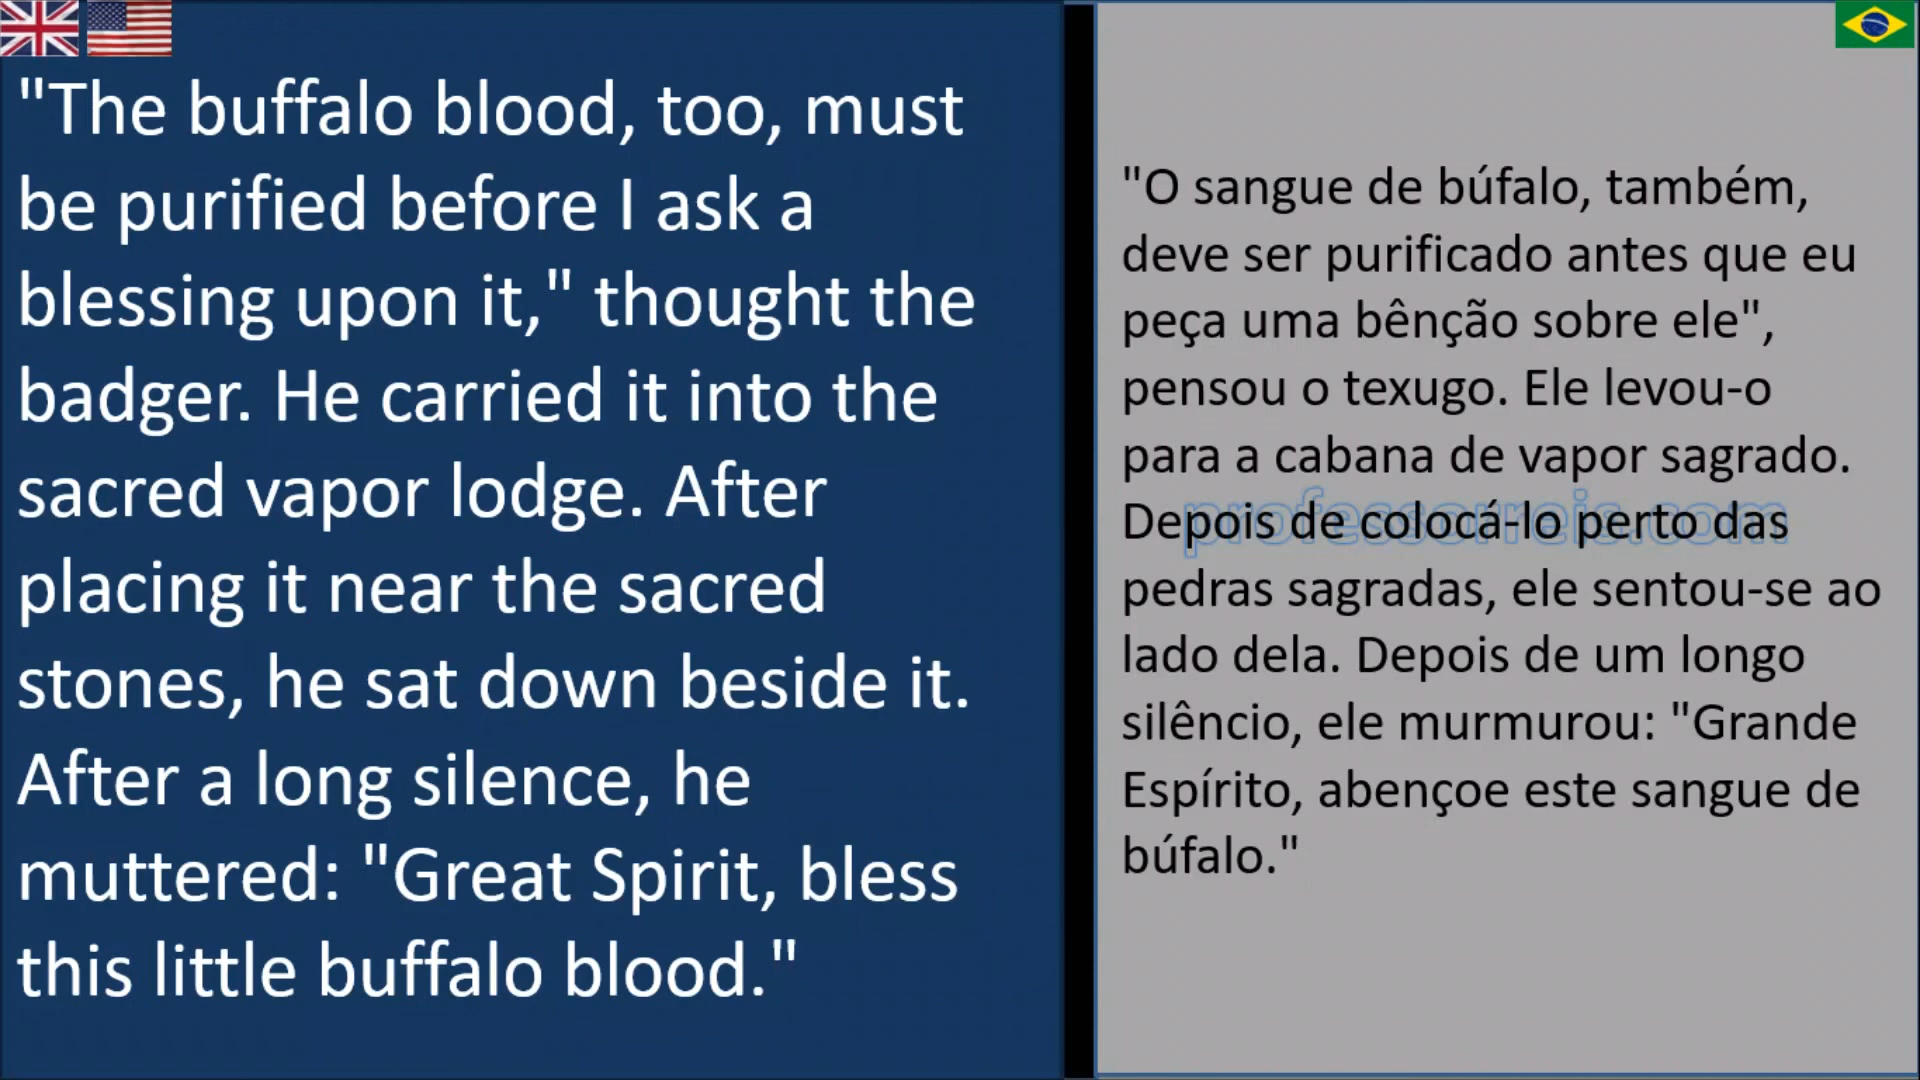 "The buffalo blood, too, must
be purified before I ask a
blessing upon it," thought the
badger. He carried it into the
sacred vapor lodge. After
placing it near the sacred
stones, he sat down beside it.
After a long silence, he
muttered: "Great Spirit, bless
this little buffalo blood."
"O sangue de búfalo, também,
deve ser purificado antes que eu
peça uma bênção sobre ele",
pensou o texugo. Ele levou-o
para a cabana de vapor sagrado.
Depois de colocá-lo perto das
professorreis.com
pedras sagradas, ele sentou-se ao
lado dela. Depois de um longo
silêncio, ele murmurou: "Grande
Espírito, abençoe este sangue de
búfalo."